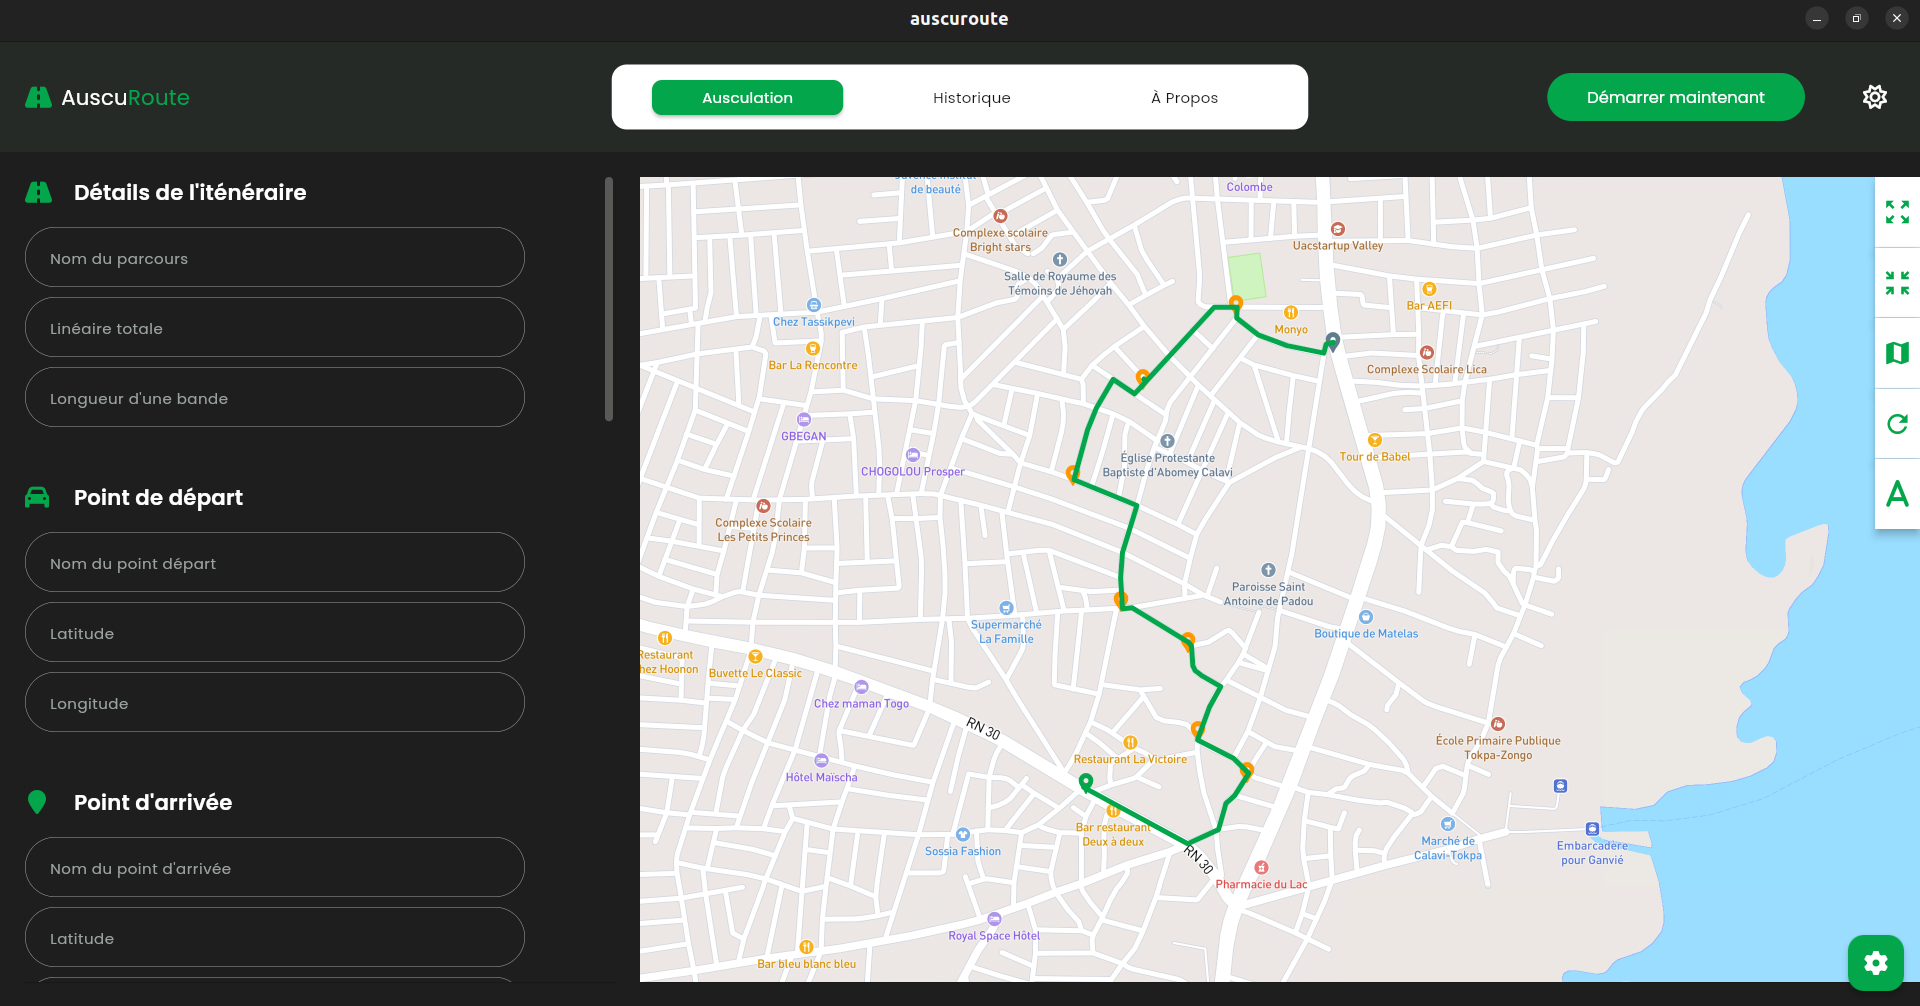 auscuroute
AuscuRoute
Auscultation
Historique
À Propos
Démarrer maintenant
Détails de l'iténéraire
Nom du parcours
Linéaire totale
Longueur d'une bande
Point de départ
Nom du point départ
Latitude
Longitude
Point d'arrivée
Nom du point d'arrivée
Latitude
de beauté
Colombe
Complexe scolaire
Bright stars
Uacstartup Valley
Salle de Royaume des
Témoins de Jéhovah
Chez Tassikpevi
Bar La Rencontre
Monyo
Bar AEFI
Complexe Scolaire Lica
GBEGAN
CHOGOLOU Prosper
Église Protestante
Baptiste d'Abomey Calavi
Tour de Babel
Complexe Scolaire
Les Petits Princes
Paroisse Saint
Antoine de Padou
Supermarché
La Famille
Boutique de Matelas
Restaurant
hez Hoonon
Buvette Le Classic
Chez maman Togo
RN 30
Restaurant La Victoire
École Primaire Publique
Tokpa-Zongo
Hôtel Maïscha
Bar restaurant
Deux à deux
Sossia Fashion
RN 30
Marché de
Calavi-Tokpa
Embarcadère
pour Ganvié
Pharmacie du Lac
Royal Space Hôtel
Bar bleu blanc bleu
A